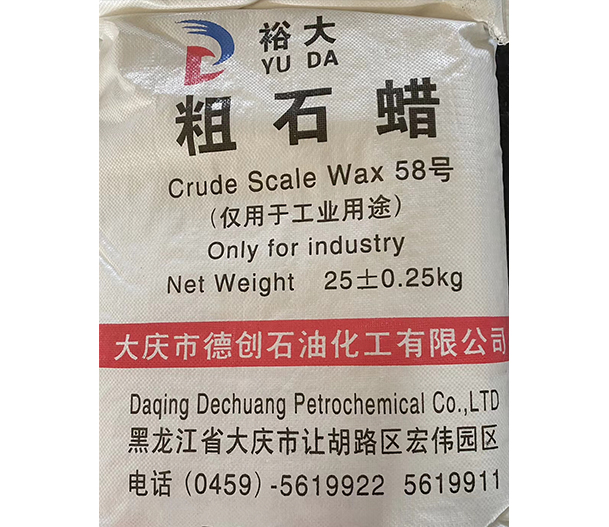 裕大
YU DA
粗石蜡
Crude Scale Wax 58号
(仅用于工业用途)
Only for industry
Net Weight 25±0.25kg
大庆市德创石油化工有限公司
Daqing Dechuang Petrochemical Co.,LTD
黑龙江省大庆市让胡路区宏伟园区
电话 (0459) -5619922 5619911